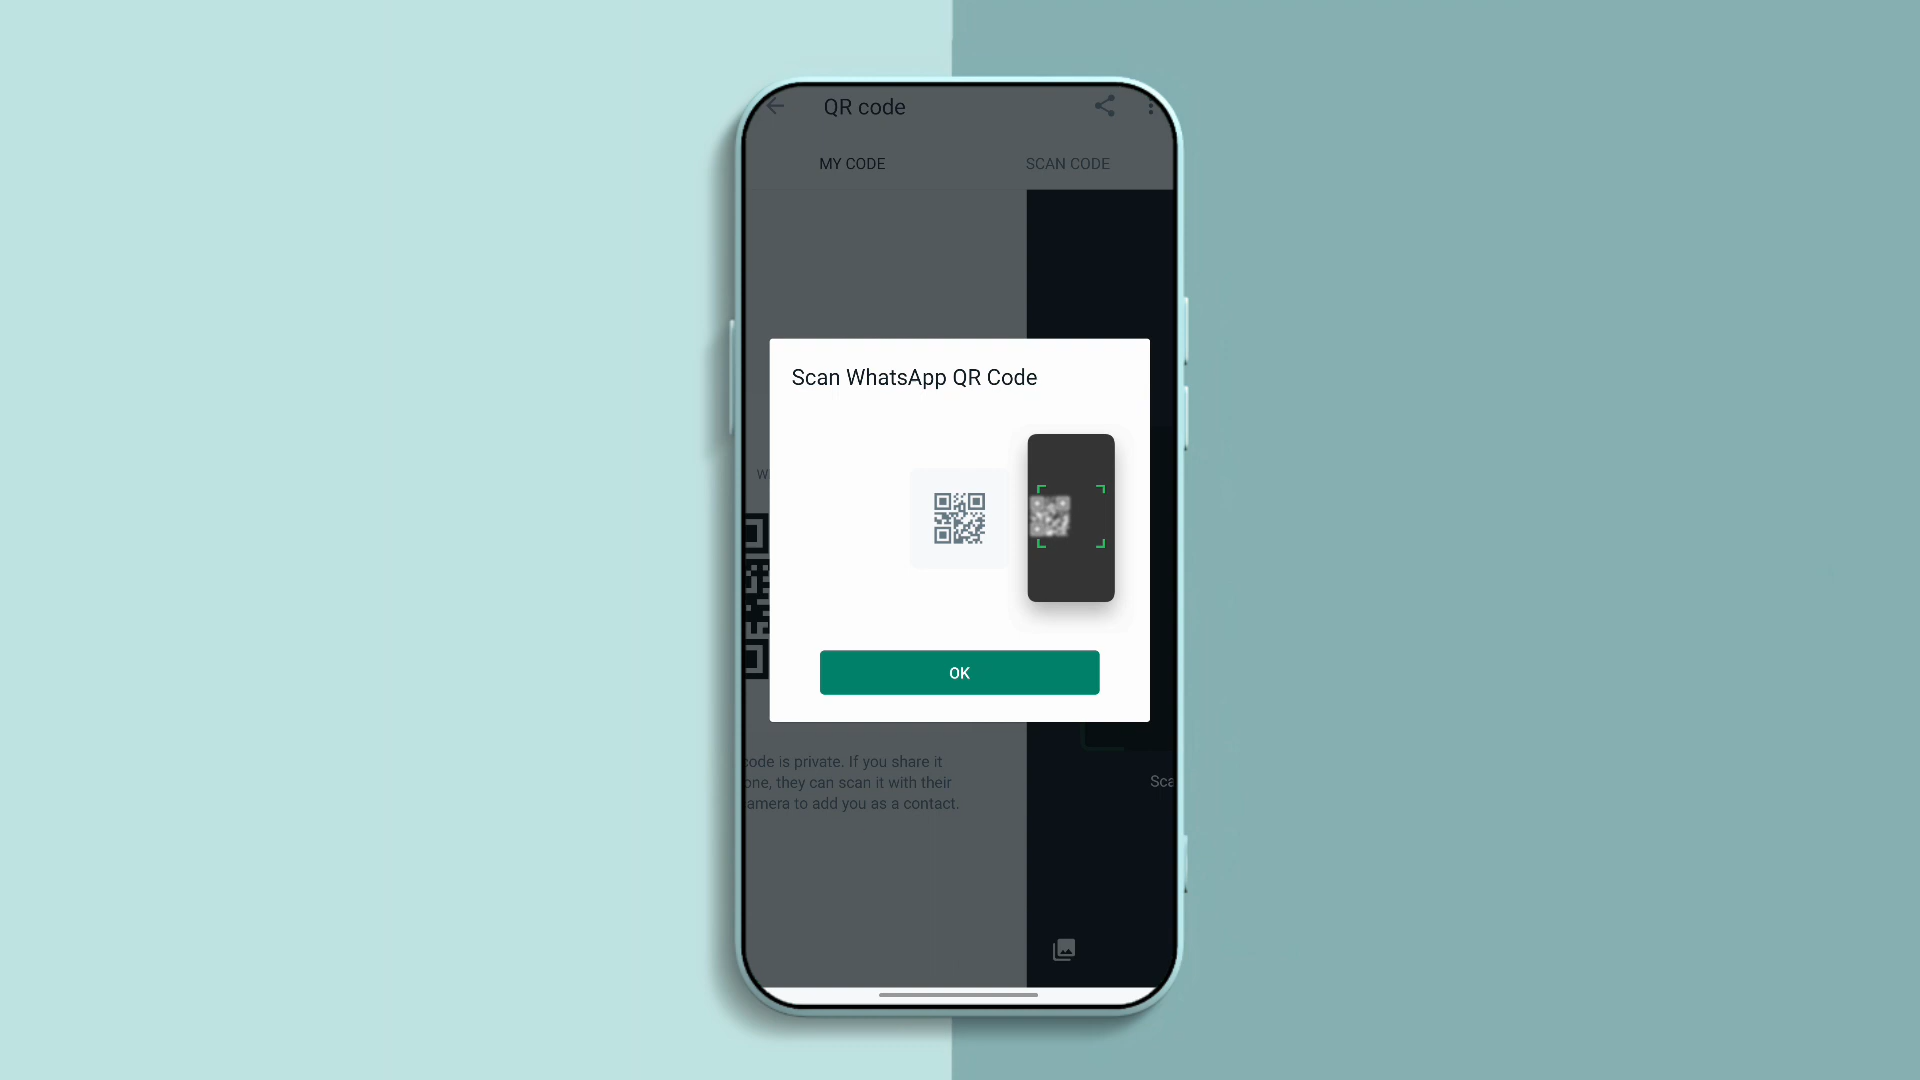 QR code
MY CODE
SCAN CODE
Scan WhatsApp QR Code
OK
code is private. If you share it
one, they can scan it with their
camera to add you as a contact.